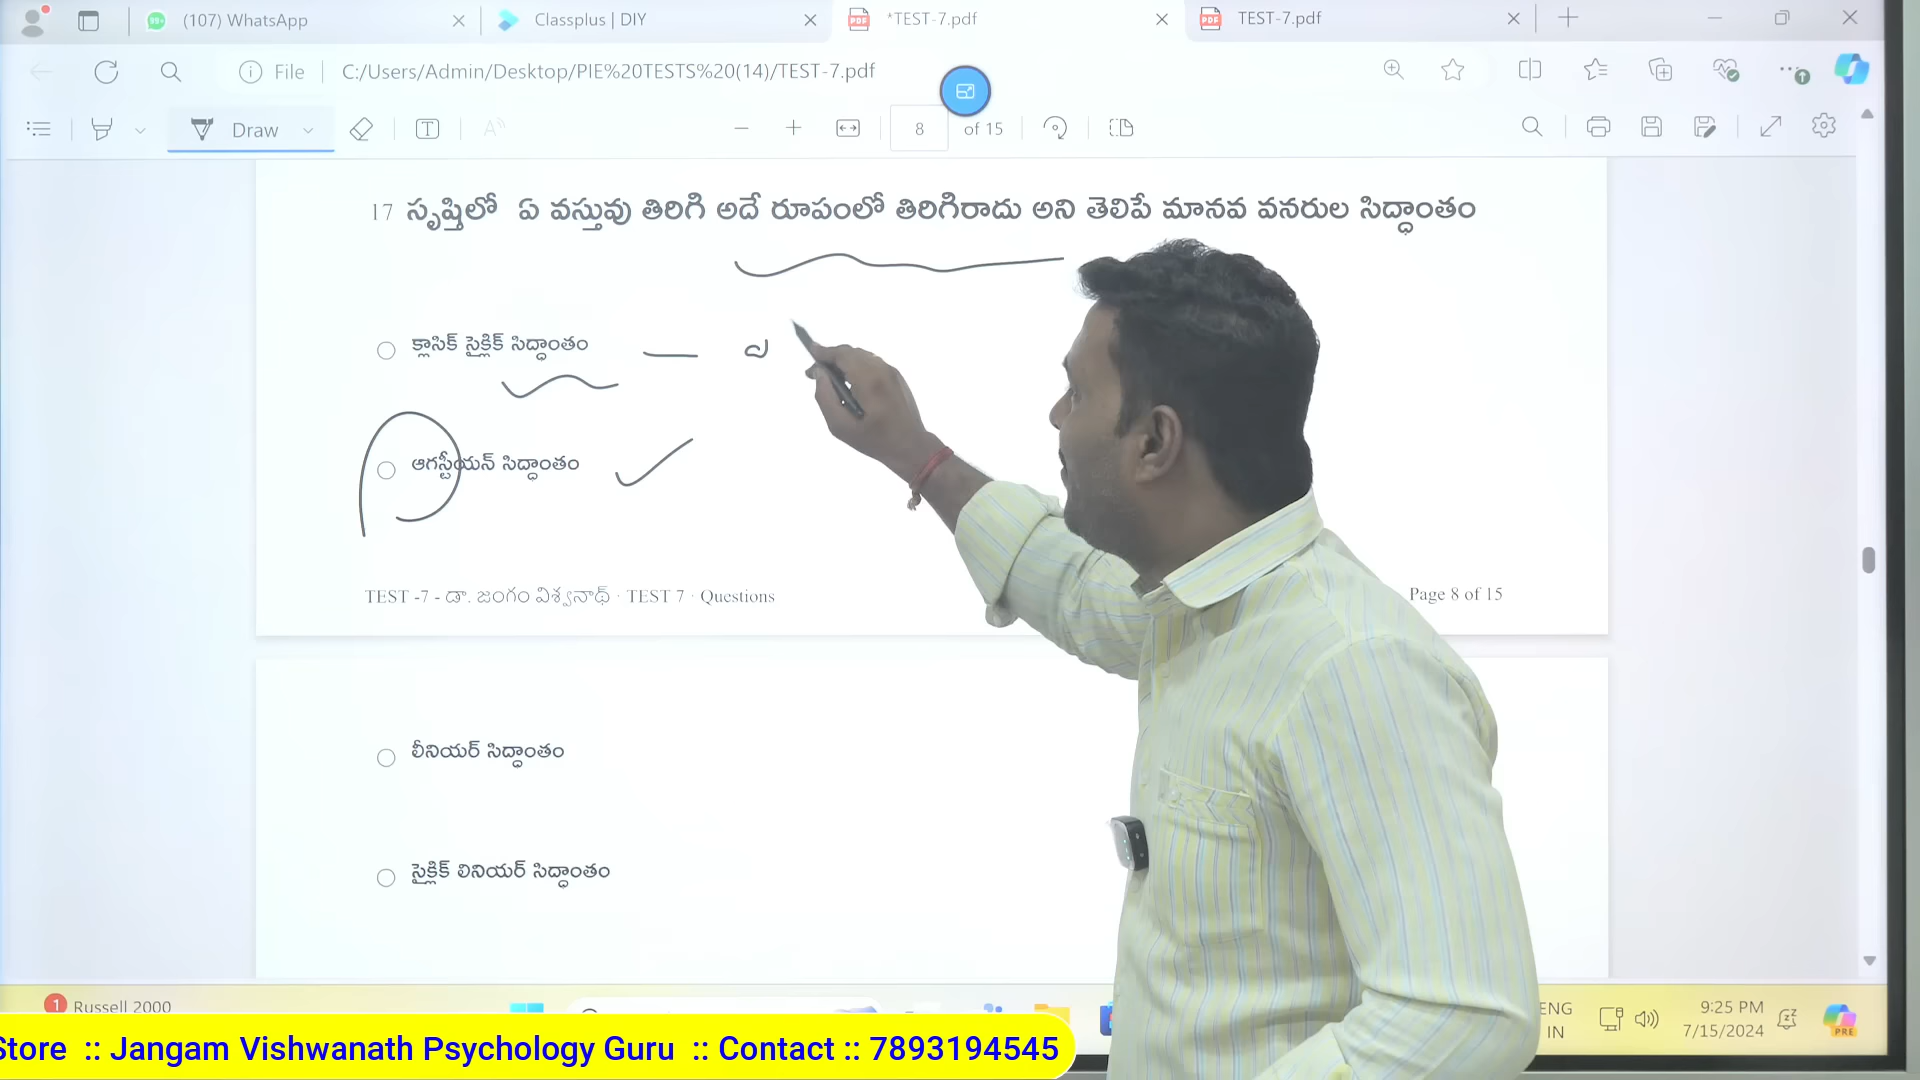 (107) WhatsApp
Classplus | DIY
*TEST-7.pdf
TEST-7.pdf
File
C:/Users/Admin/Desktop/PIE%20TESTS%20(14)/TEST-7.pdf
Draw
8 of 15
17 సృష్తిలో ఏ వస్తువు తిరిగి అదే రూపంలో తిరిగిరాదు అని తెలిపే మానవ వనరుల సిద్ధాంతం
క్లాసిక్ సైక్లిక్ సిద్ధాంతం
ఆగస్టీయన్ సిద్ధాంతం
TEST -7 - డా. జంగం విశ్వనాథ్ · TEST 7 · Questions
Page 8 of 15
లీనియర్ సిద్ధాంతం
సైక్లిక్ లినియర్ సిద్ధాంతం
1 Russell 2000
ENG
IN
9:25 PM
7/15/2024
PRE
Store :: Jangam Vishwanath Psychology Guru :: Contact :: 7893194545